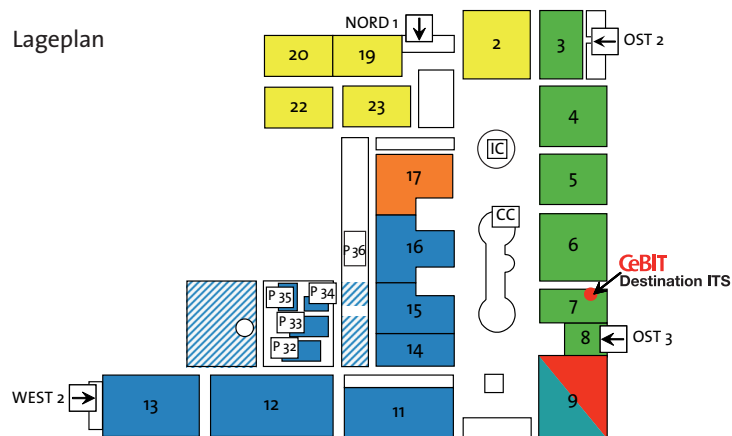 Lageplan
NORD 1
20
19
2
3
OST 2
22
23
4
IC
17
5
CC
P 36
16
6
CeBIT
Destination ITS
P 35
P 34
15
7
P 33
P 32
14
8
OST 3
WEST 2
13
12
11
9